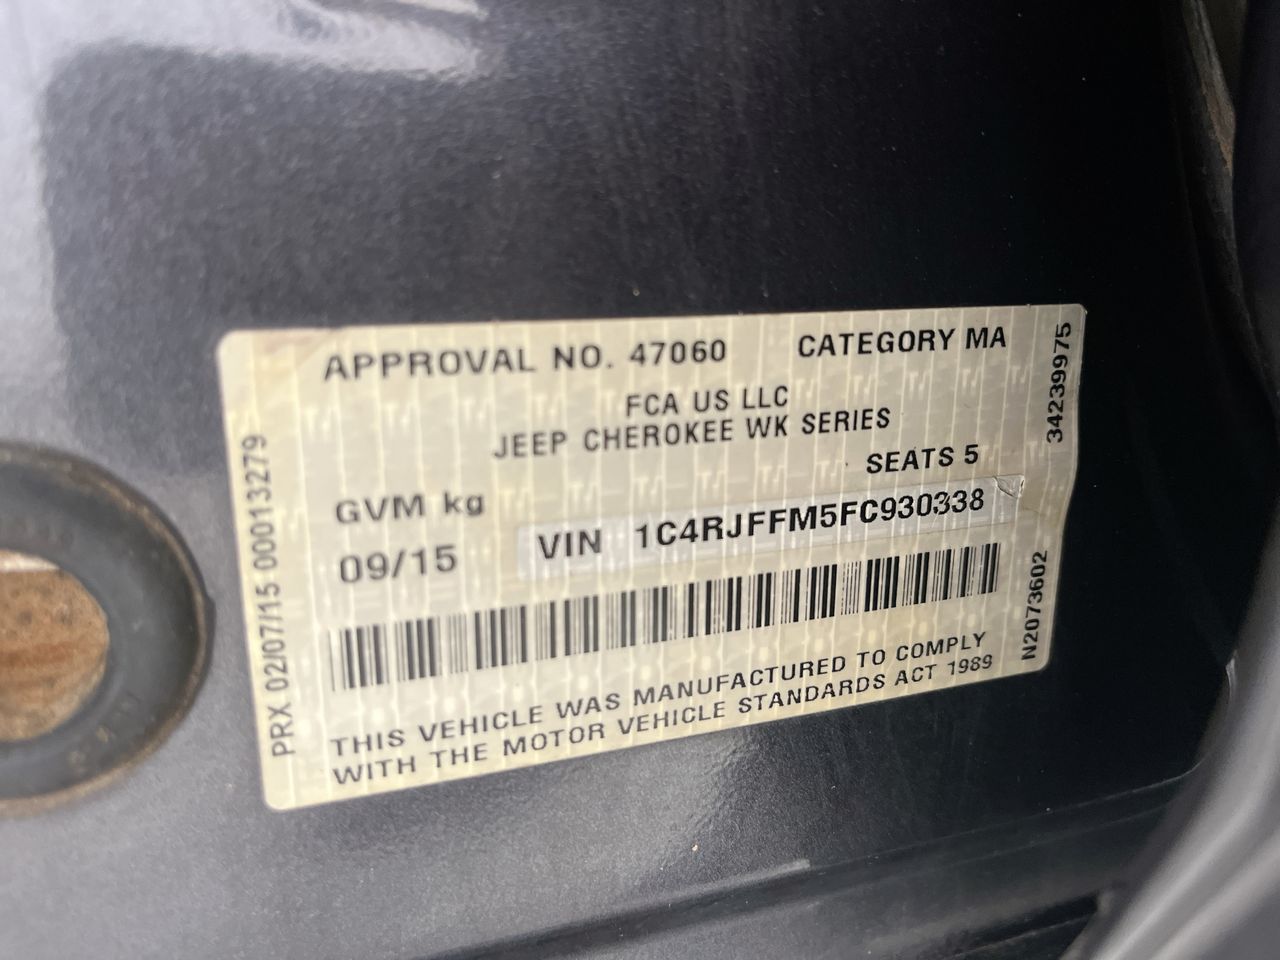 APPROVAL NO. 47060 CATEGORY MA
FCA US LLC
JEEP CHEROKEE WK SERIES
SEATS 5
GVM kg
09/15
VIN 1C4RJFFM5FC930338
THIS VEHICLE WAS MANUFACTURED TO COMPLY
WITH THE MOTOR VEHICLE STANDARDS ACT 1989
PRX 02/07/15 00013279
34239975
N2073602